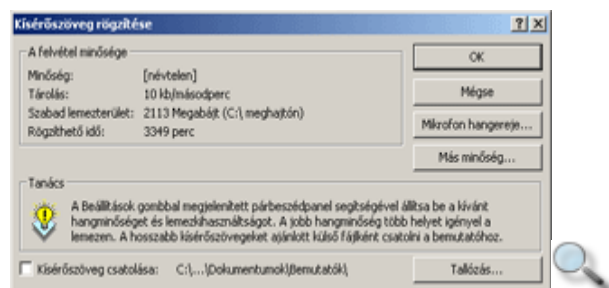 Kísérőszöveg rögzítése
A felvétel minősége
Minőség: [névtelen]
Tárolás: 10 kb/másodperc
Szabad lemezterület: 2113 Megabájt (C:\ meghajtón)
Rögzíthető idő: 3349 perc
OK
Mégse
Mikrofon hangereje...
Más minőség...
Tanács
A Beállítások gombbal megjelenített párbeszédpanel segítségével állítsa be a kívánt
hangminőséget és lemezkihasználtságot. A jobb hangminőség több helyet igényel a
lemezen. A hosszabb kísérőszövegeket ajánlott külső fájlként csatolni a bemutatóhoz.
Kísérőszöveg csatolása: C:\...\Dokumentumok\Bemutatók\
Tallózás...